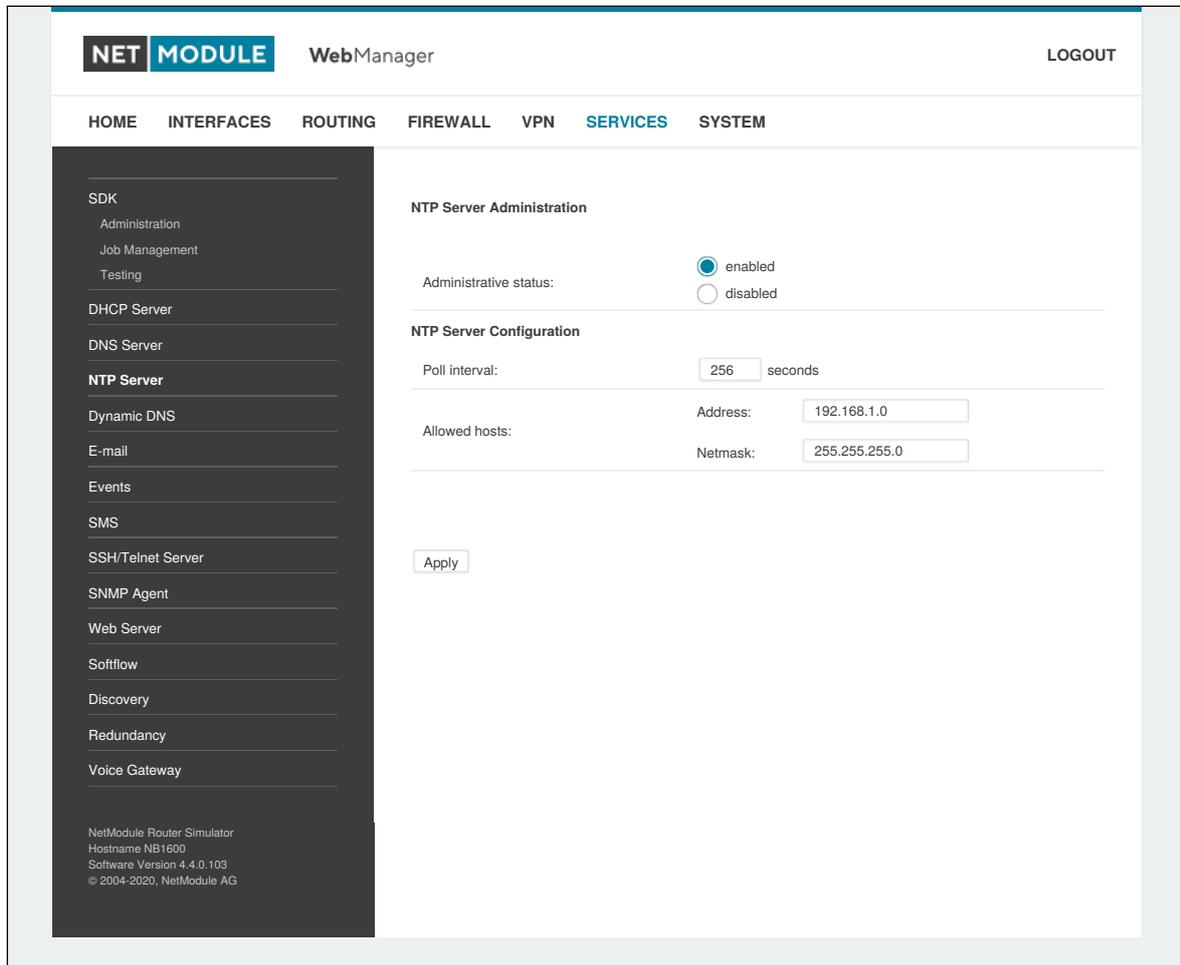 NET MODULE WebManager LOGOUT
HOME INTERFACES ROUTING FIREWALL VPN SERVICES SYSTEM
SDK
Administration
Job Management
Testing
DHCP Server
DNS Server
NTP Server
Dynamic DNS
E-mail
Events
SMS
SSH/Telnet Server
SNMP Agent
Web Server
Softflow
Discovery
Redundancy
Voice Gateway
NetModule Router Simulator
Hostname NB1600
Software Version 4.4.0.103
© 2004-2020, NetModule AG
NTP Server Administration
Administrative status:
enabled
disabled
NTP Server Configuration
Poll interval: 256 seconds
Allowed hosts:
Address: 192.168.1.0
Netmask: 255.255.255.0
Apply